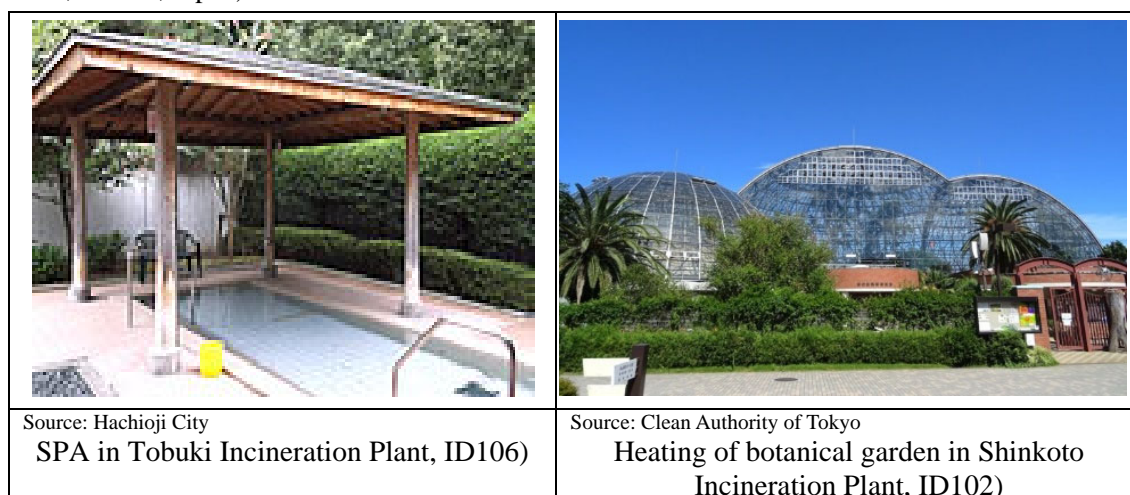 Source: Hachioji City
SPA in Tobuki Incineration Plant, ID106)
Source: Clean Authority of Tokyo
Heating of botanical garden in Shinkoto
Incineration Plant, ID102)